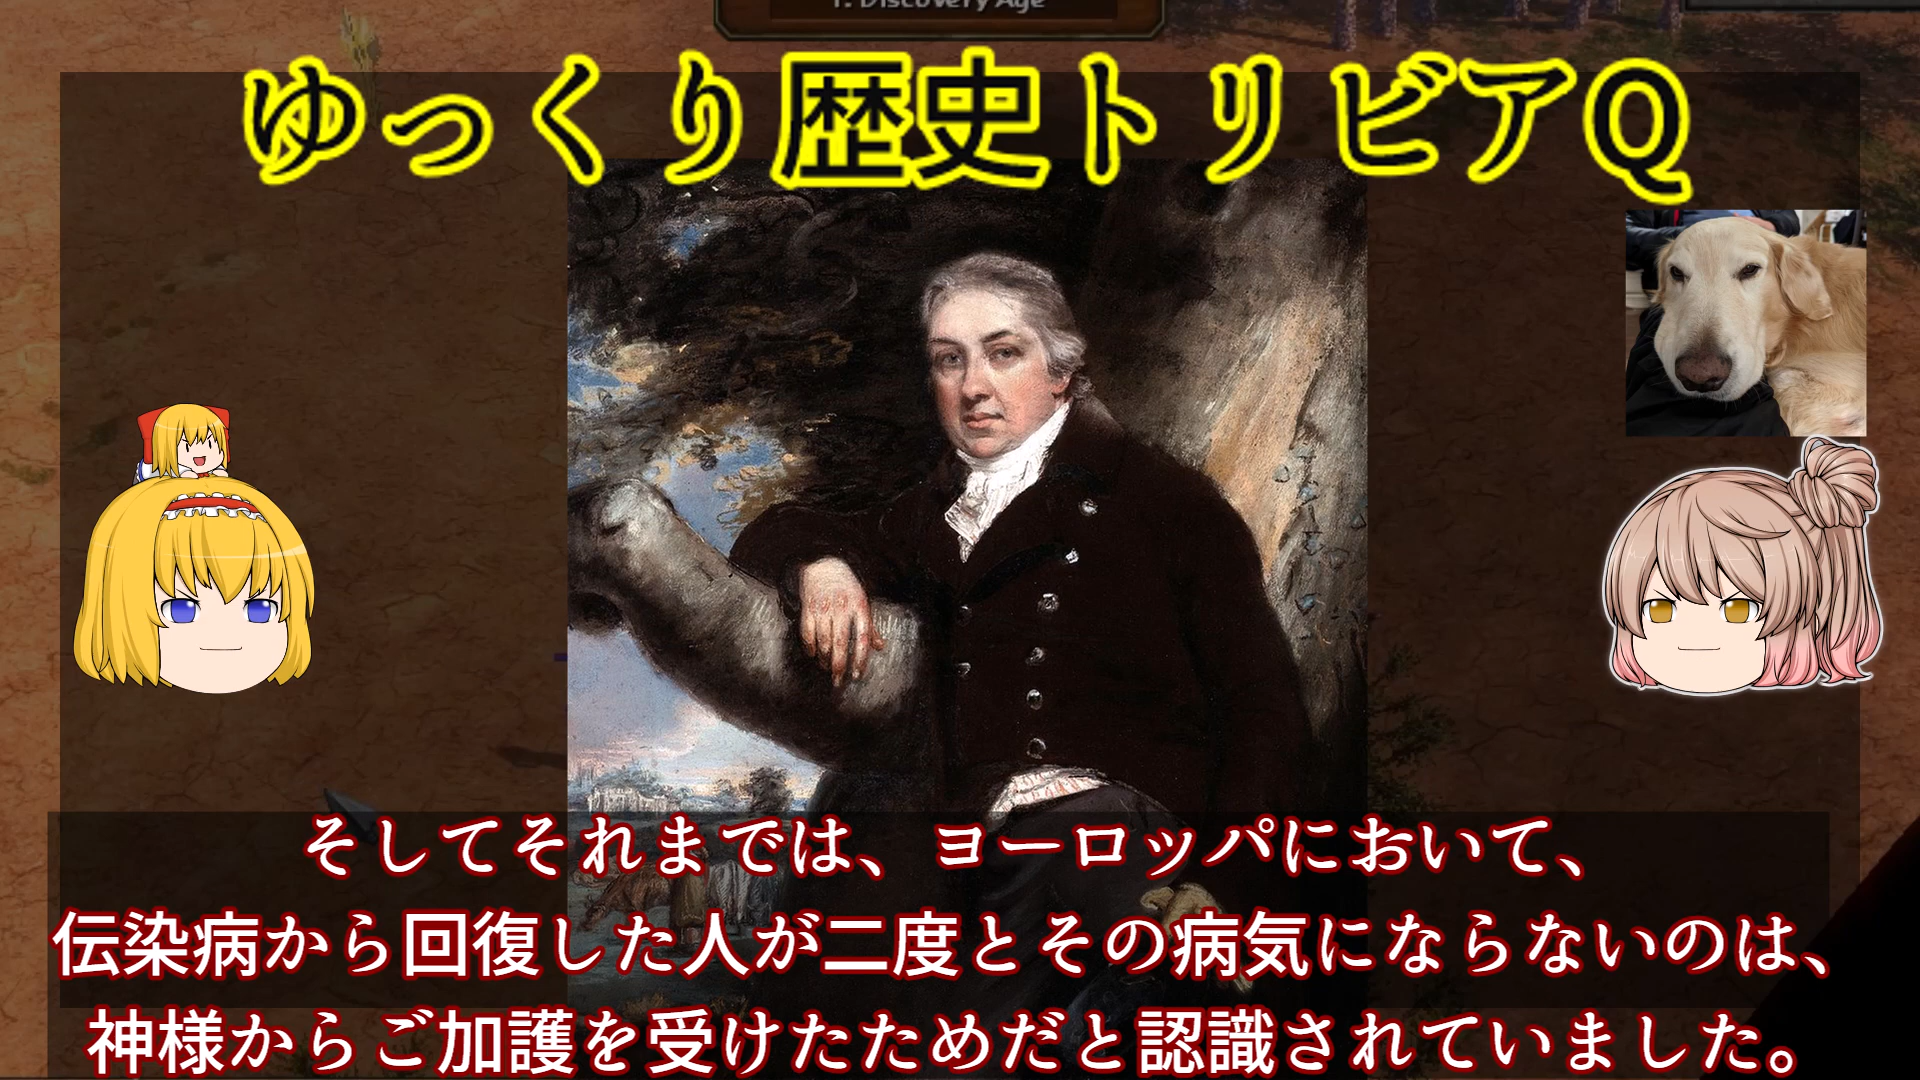 1: Discovery Age
ゆっくり歴史トリビアQ
そしてそれまでは、ヨーロッパにおいて、
伝染病から回復した人が二度とその病気にならないのは、
神様からご加護を受けたためだと認識されていました。